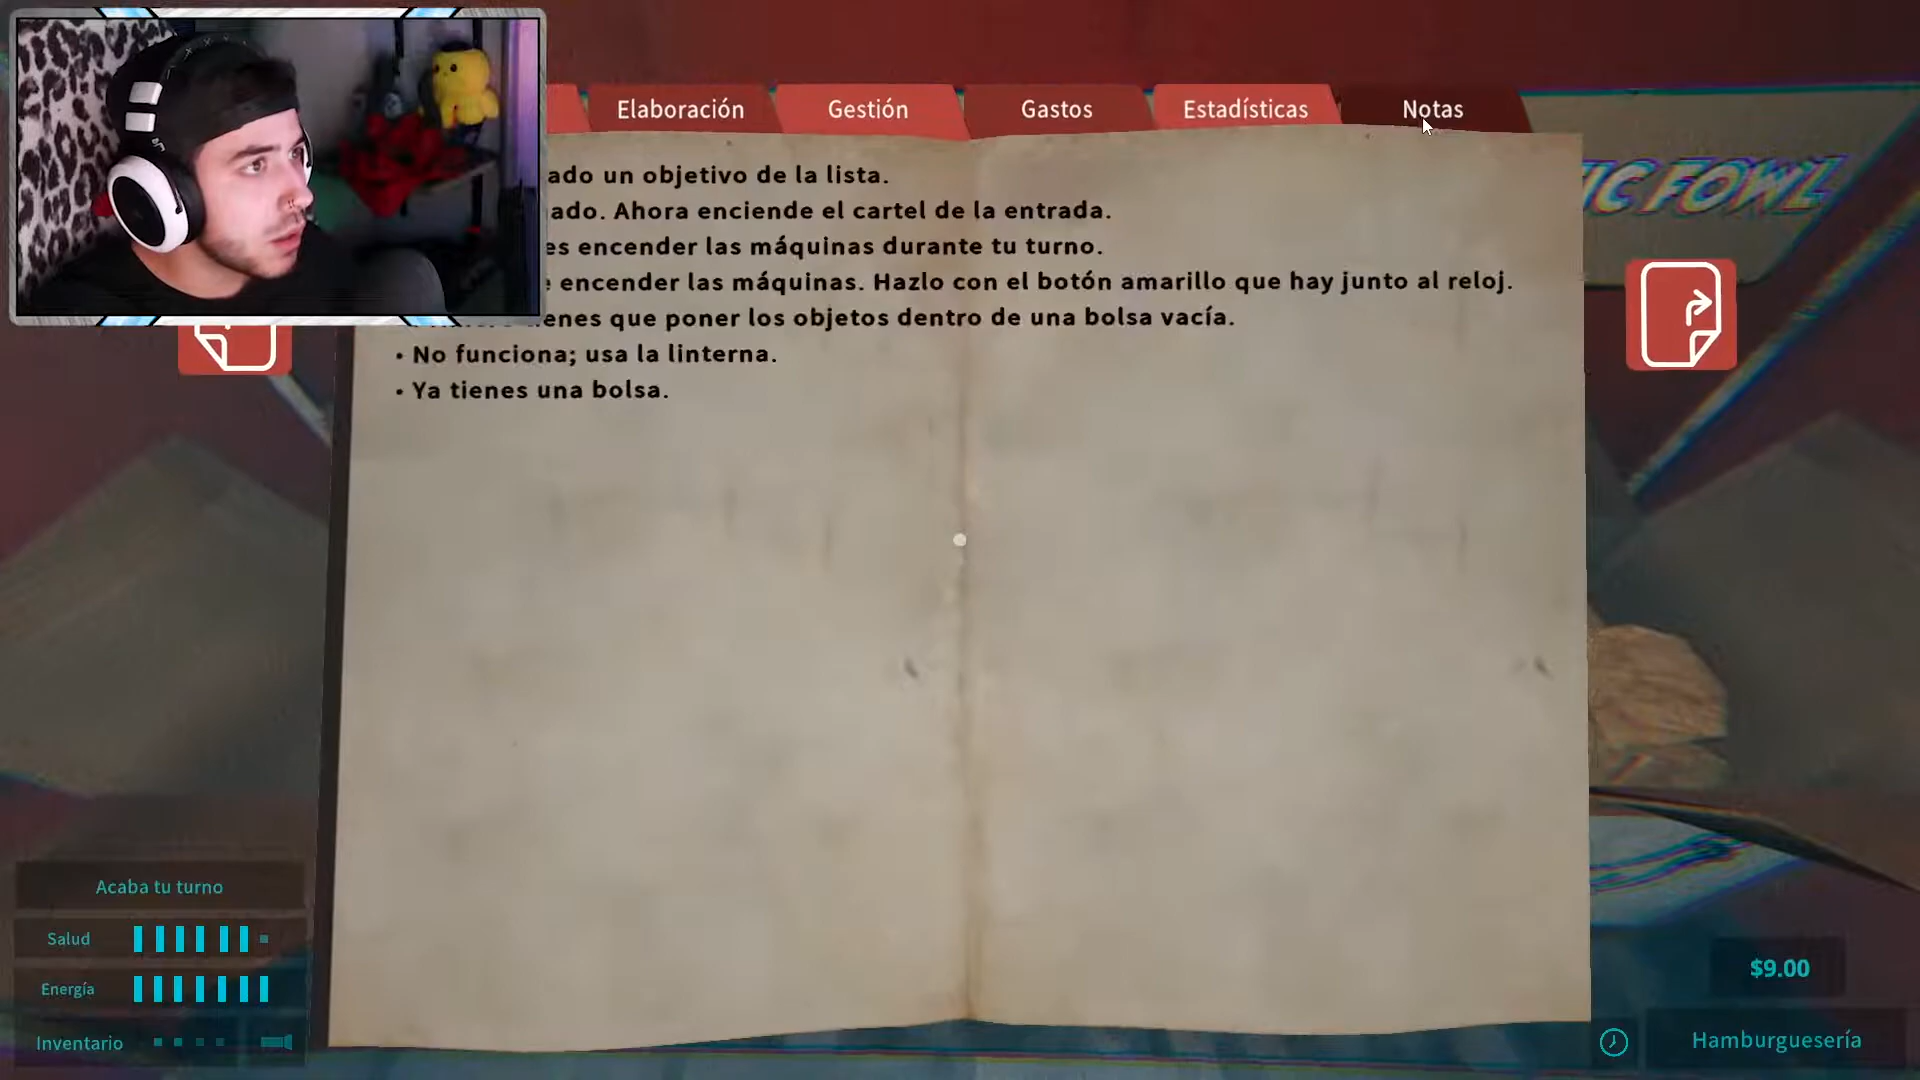 Elaboración Gestión Gastos Estadísticas Notas
ado un objetivo de la lista.
ado. Ahora enciende el cartel de la entrada.
es encender las máquinas durante tu turno.
encender las máquinas. Hazlo con el botón amarillo que hay junto al reloj.
ienes que poner los objetos dentro de una bolsa vacía.
• No funciona; usa la linterna.
• Ya tienes una bolsa.
IC FOWL
Acaba tu turno
Salud
Energía
Inventario
$9.00
Hamburguesería